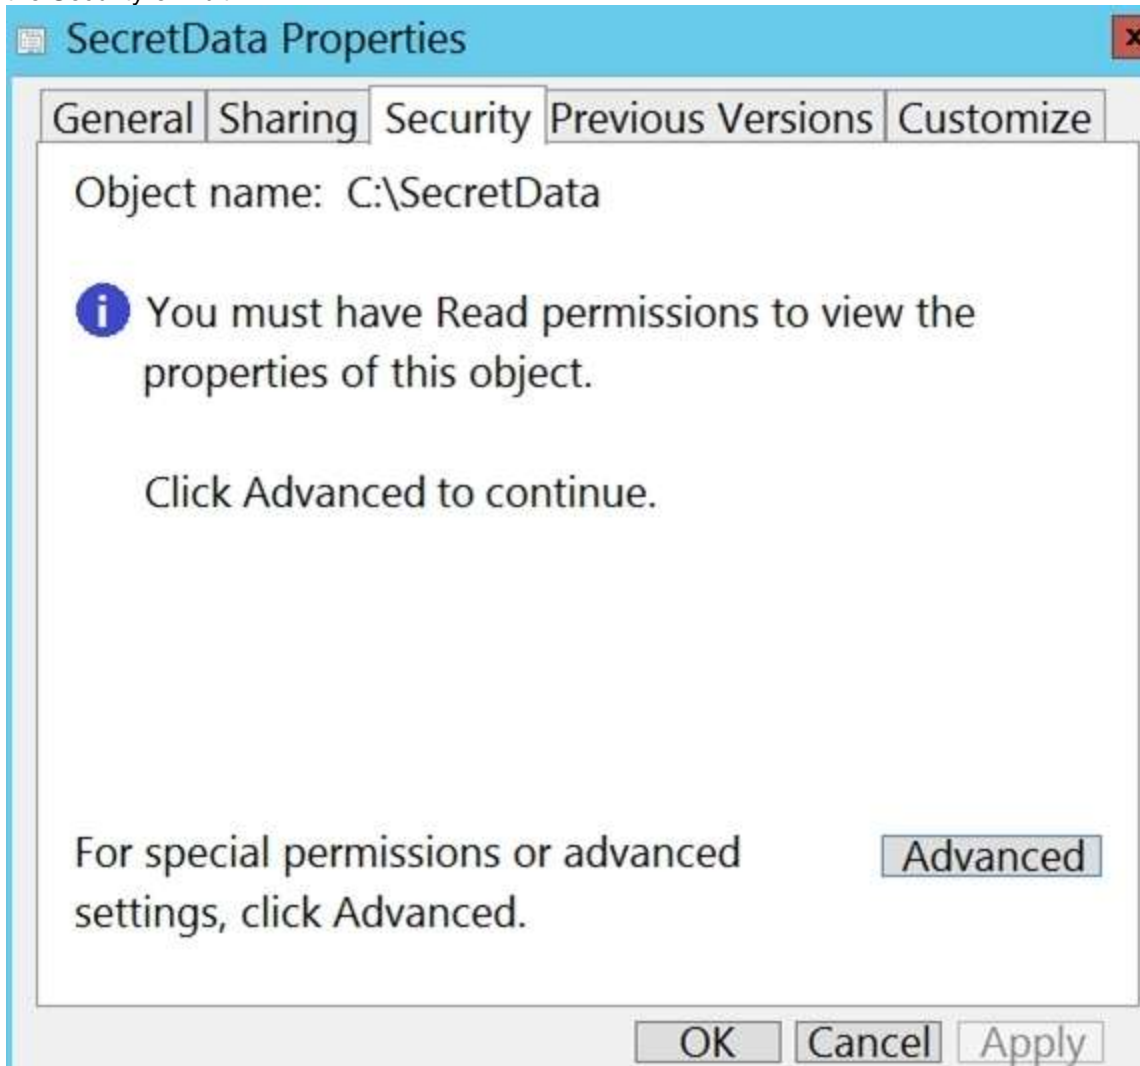 SecretData Properties
x
General Sharing Security Previous Versions Customize
Object name: C:\SecretData
i You must have Read permissions to view the
properties of this object.
Click Advanced to continue.
For special permissions or advanced
Advanced
settings, click Advanced.
OK Cancel Apply